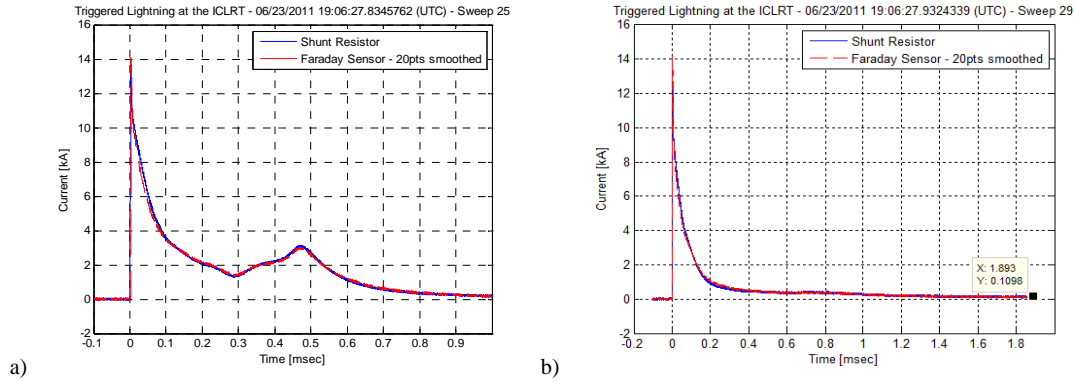 Triggered Lightning at the ICLRT - 06/23/2011 19:06:27.8345762 (UTC) - Sweep 25
Shunt Resistor
Faraday Sensor - 20pts smoothed
16
14
12
10
8
6
4
2
0
-2
Current [kA]
-0.1 0 0.1 0.2 0.3 0.4 0.5 0.6 0.7 0.8 0.9
Time [msec]
a)
Triggered Lightning at the ICLRT - 06/23/2011 19:06:27.9324339 (UTC) - Sweep 29
Shunt Resistor
Faraday Sensor - 20pts smoothed
16
14
12
10
8
6
4
2
0
-2
Current [kA]
X: 1.893
Y: 0.1098
-0.2 0 0.2 0.4 0.6 0.8 1 1.2 1.4 1.6 1.8
Time [msec]
b)